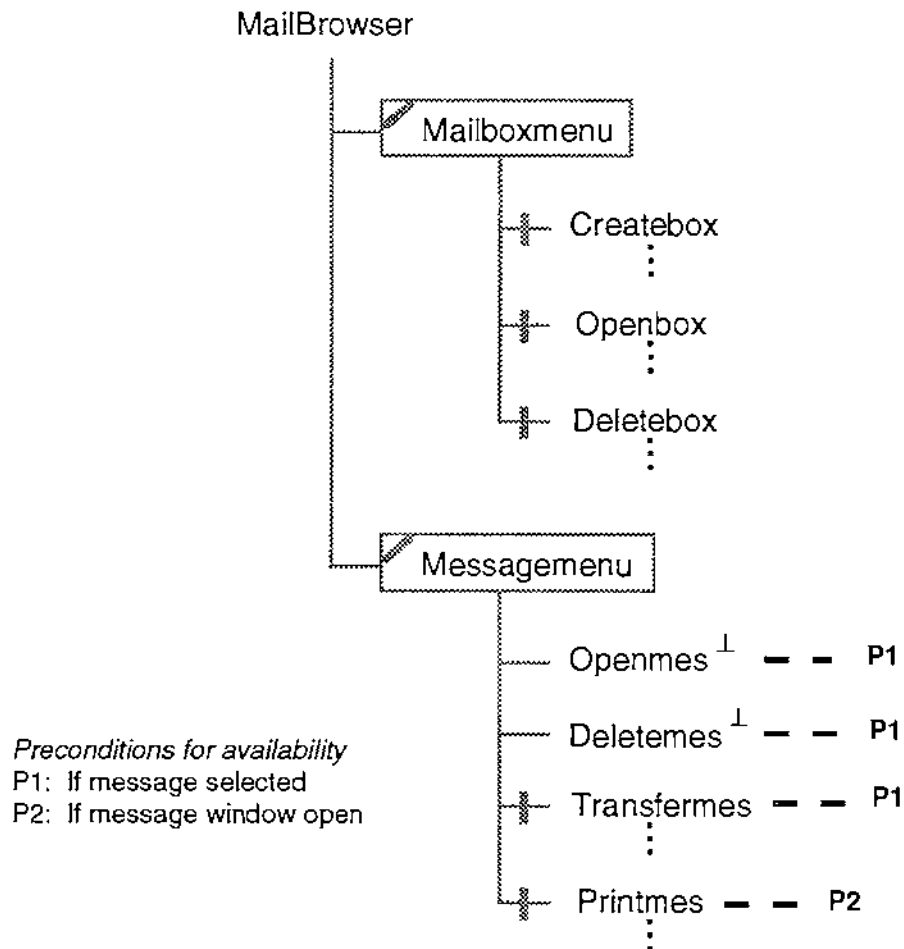 MailBrowser
Mailboxmenu
Createbox
Openbox
Deletebox
Messagemenu
Openmes ⊥ — — P1
Deletemes ⊥ — — P1
Preconditions for availability
P1: If message selected
Transfermes — — P1
P2: If message window open
Printmes — — P2